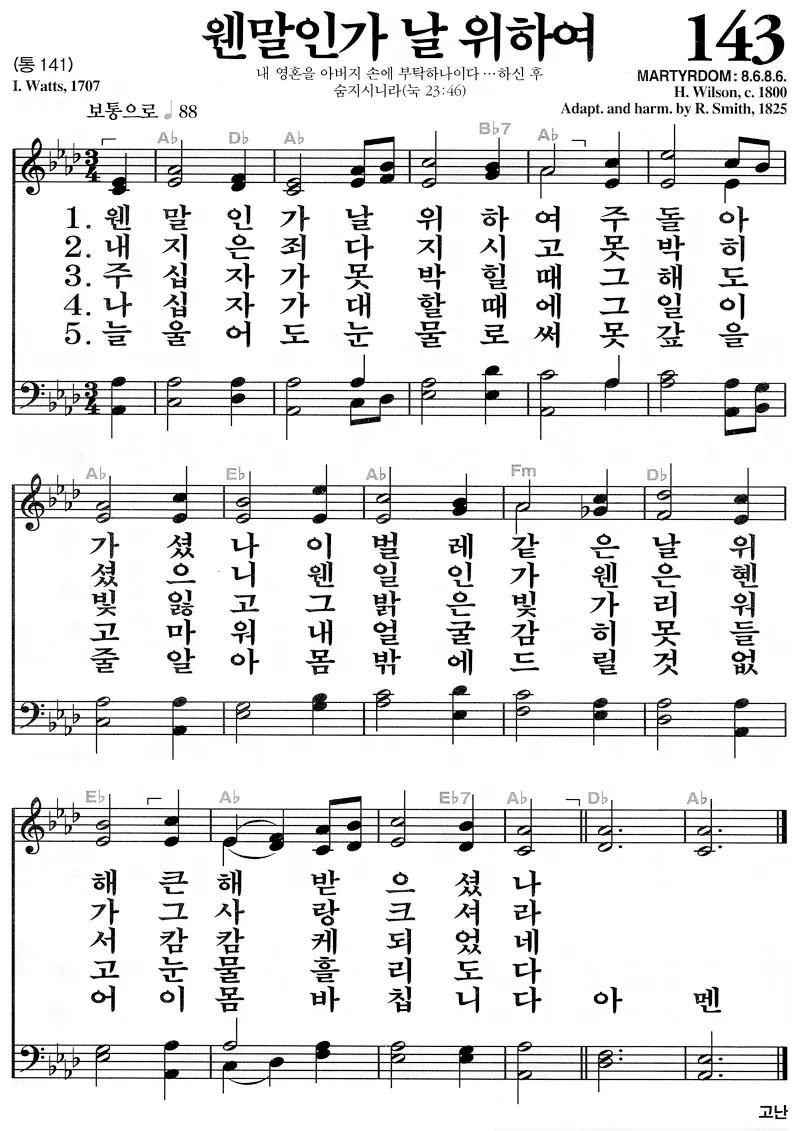 웬말인가 날 위하여 143
(통 141)
내 영혼을 아버지 손에 부탁하나이다…하신 후
숨지시니라(눅 23:46)
MARTYRDOM: 8.6.8.6.
I. Watts, 1707
H. Wilson, c. 1800
Adapt. and harm. by R. Smith, 1825
보통으로 ♩ 88
A♭ D♭ A♭ B♭7 A♭
3/4
1. 웬 말 인 가 날 위 하 여 주 돌 아
2. 내 지 은 죄 다 지 시 고 못 박 히
3. 주 십 자 가 못 박 힐 때 그 해 도
4. 나 십 자 가 대 할 때 에 그 일 이
5. 늘 울 어 도 눈 물 로 써 못 갚 을
3/4
A♭ E♭ A♭ Fm D♭
가 셨 나 이 벌 레 같 은 날 위
셨 으 니 웬 일 인 가 웬 은 혠
빛 잃 고 그 밝 은 빛 가 리 워
고 마 워 내 얼 굴 감 히 못 들
줄 알 아 몸 밖 에 드 릴 것 없
E♭ A♭ E♭7 A♭ D♭ A♭
해 큰 해 받 으 셨 나
가 그 사 랑 크 셔 라
서 캄 캄 케 되 었 네
고 눈 물 흘 리 도 다
어 이 몸 바 칩 니 다 아 멘
고난